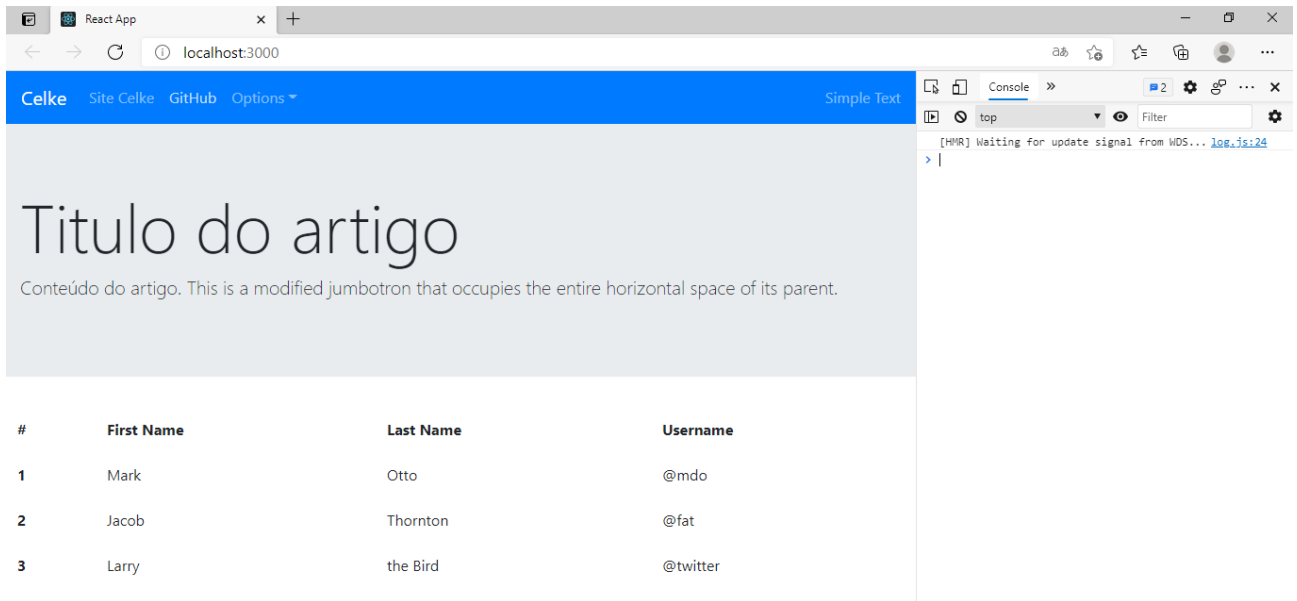 React App
localhost:3000
Celke Site Celke GitHub Options Simple Text
Console 2
top Filter
[HMR] Waiting for update signal from WDS... log.js:24
Titulo do artigo
Conteúdo do artigo. This is a modified jumbotron that occupies the entire horizontal space of its parent.
# First Name Last Name Username
1 Mark Otto @mdo
2 Jacob Thornton @fat
3 Larry the Bird @twitter